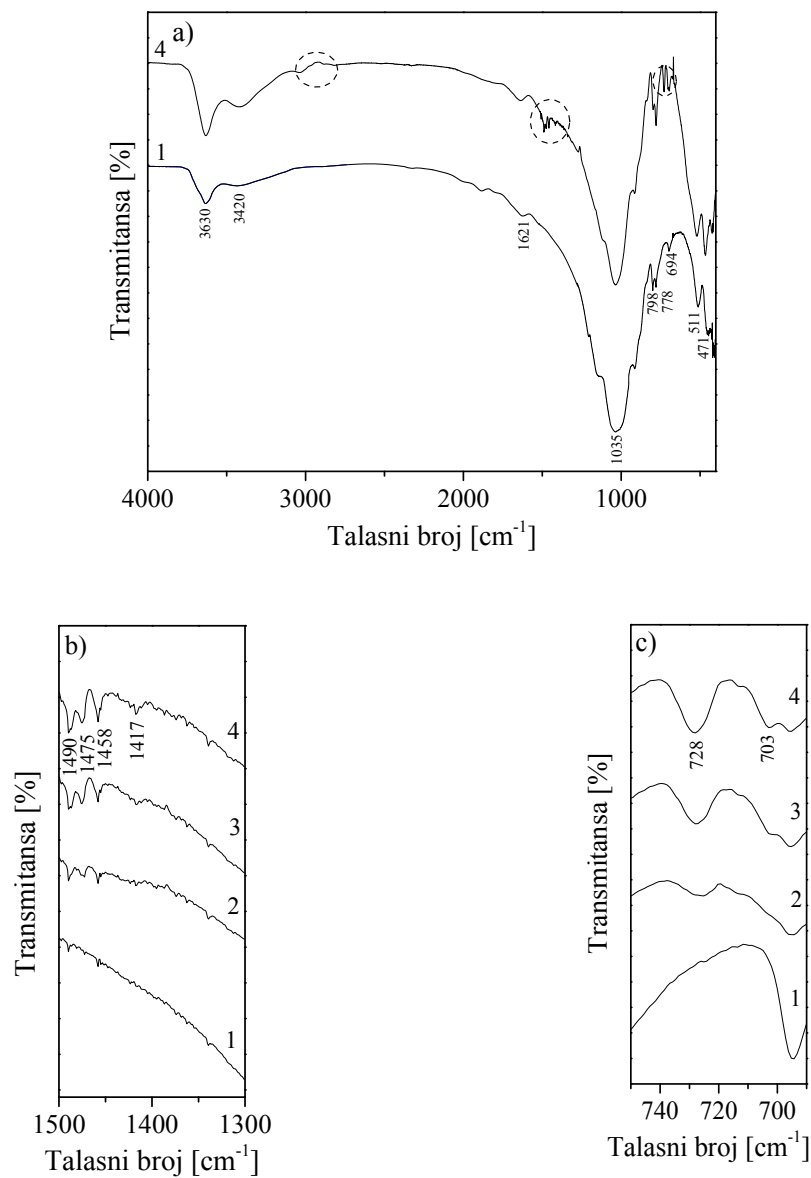 a)
4
1
3630
3420
1621
1035
798
778
694
511
471
Transmitansa [%]
4000 3000 2000 1000
Talasni broj [cm-1]
b)
4
1490
1475
1458
1417
3
2
1
Transmitansa [%]
1500 1400 1300
Talasni broj [cm-1]
c)
4
728
703
3
2
1
Transmitansa [%]
740 720 700
Talasni broj [cm-1]